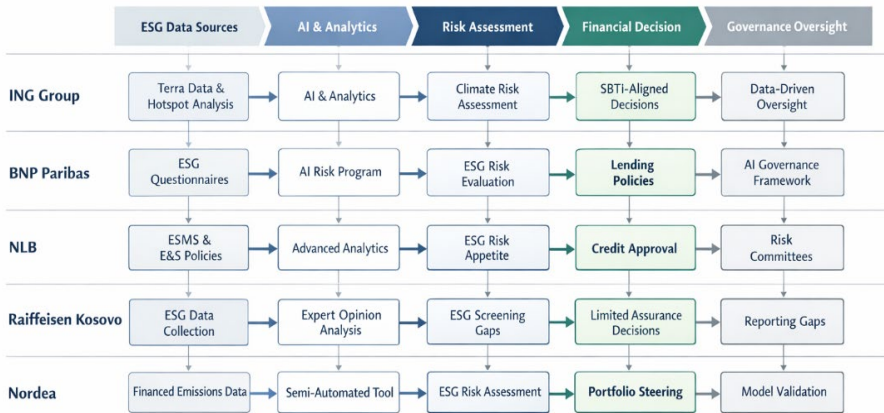 ESG Data Sources
AI & Analytics
Risk Assessment
Financial Decision
Governance Oversight
ING Group
Terra Data &
Hotspot Analysis
AI & Analytics
Climate Risk
Assessment
SBTI-Aligned
Decisions
Data-Driven
Oversight
BNP Paribas
ESG
Questionnaires
AI Risk Program
ESG Risk
Evaluation
Lending
Policies
AI Governance
Framework
NLB
ESMS &
E&S Policies
Advanced Analytics
ESG Risk
Appetite
Credit Approval
Risk
Committees
Raiffeisen Kosovo
ESG Data
Collection
Expert Opinion
Analysis
ESG Screening
Gaps
Limited Assurance
Decisions
Reporting Gaps
Nordea
Financed Emissions Data
Semi-Automated Tool
ESG Risk Assessment
Portfolio Steering
Model Validation